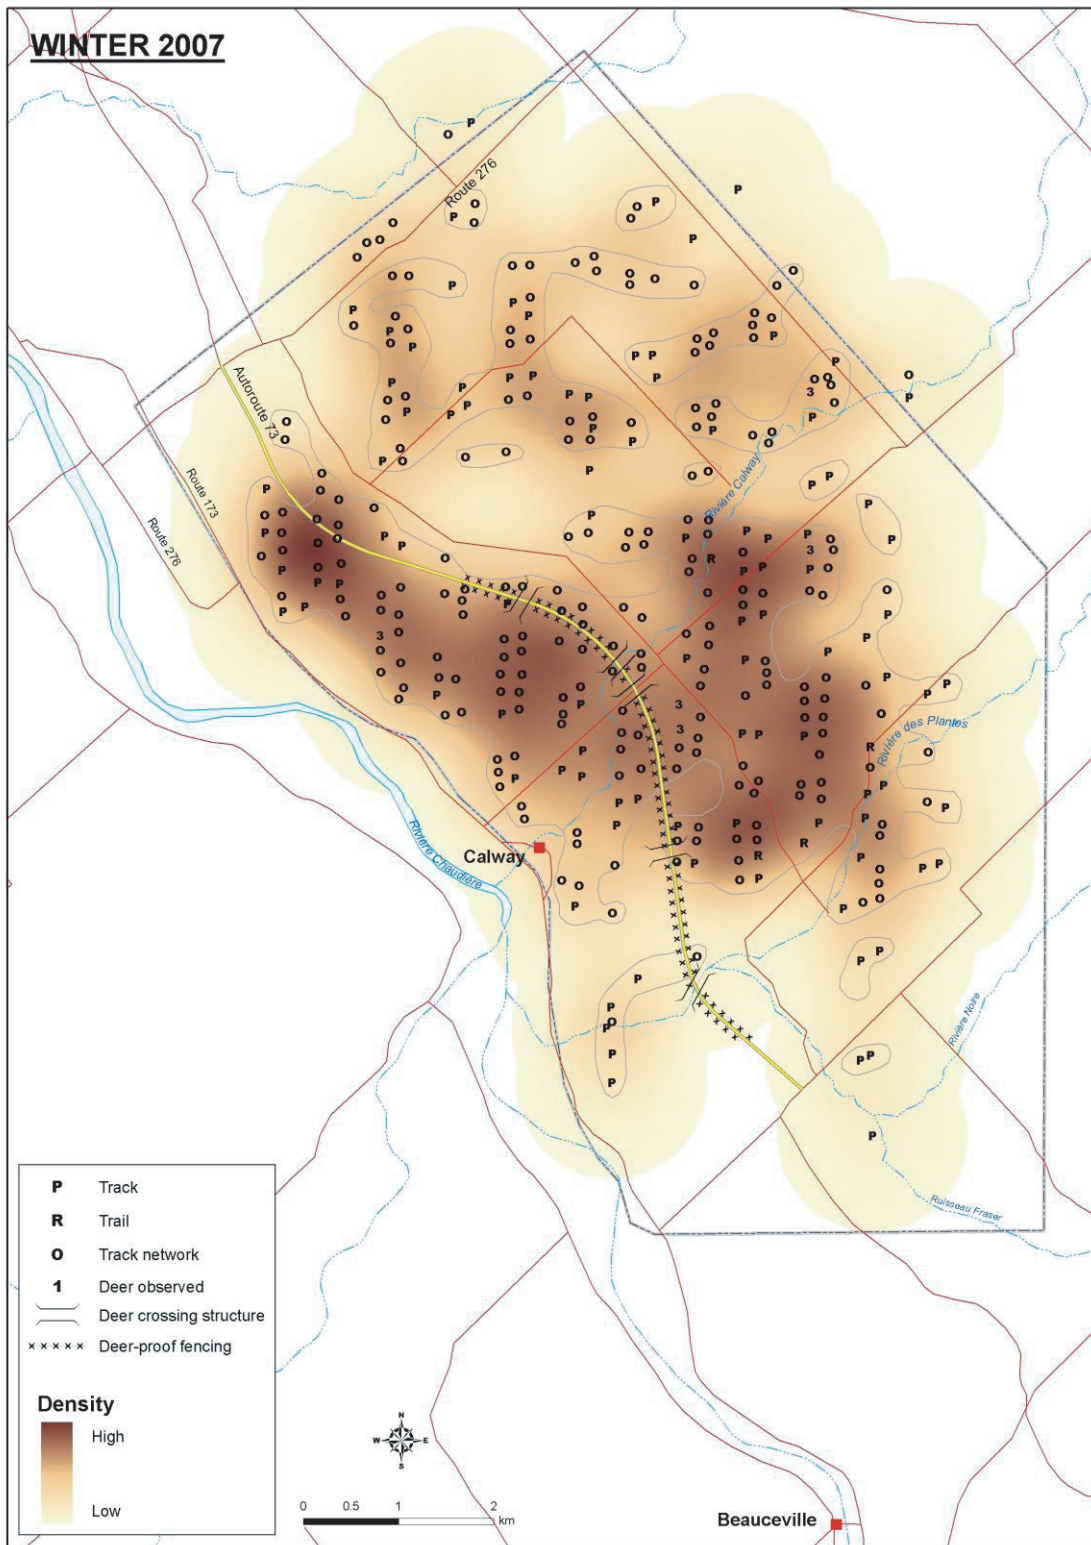 WINTER 2007
Route 276
Autoroute 73
Route 173
Route 276
Rivière Calway
Rivière des Plantes
Rivière Chaudière
Calway
Rivière Noire
Ruisseau Fraser
P Track
R Trail
O Track network
1 Deer observed
Deer crossing structure
Deer-proof fencing
Density
High
Low
N
W E
S
0 0.5 1 2
km
Beauceville